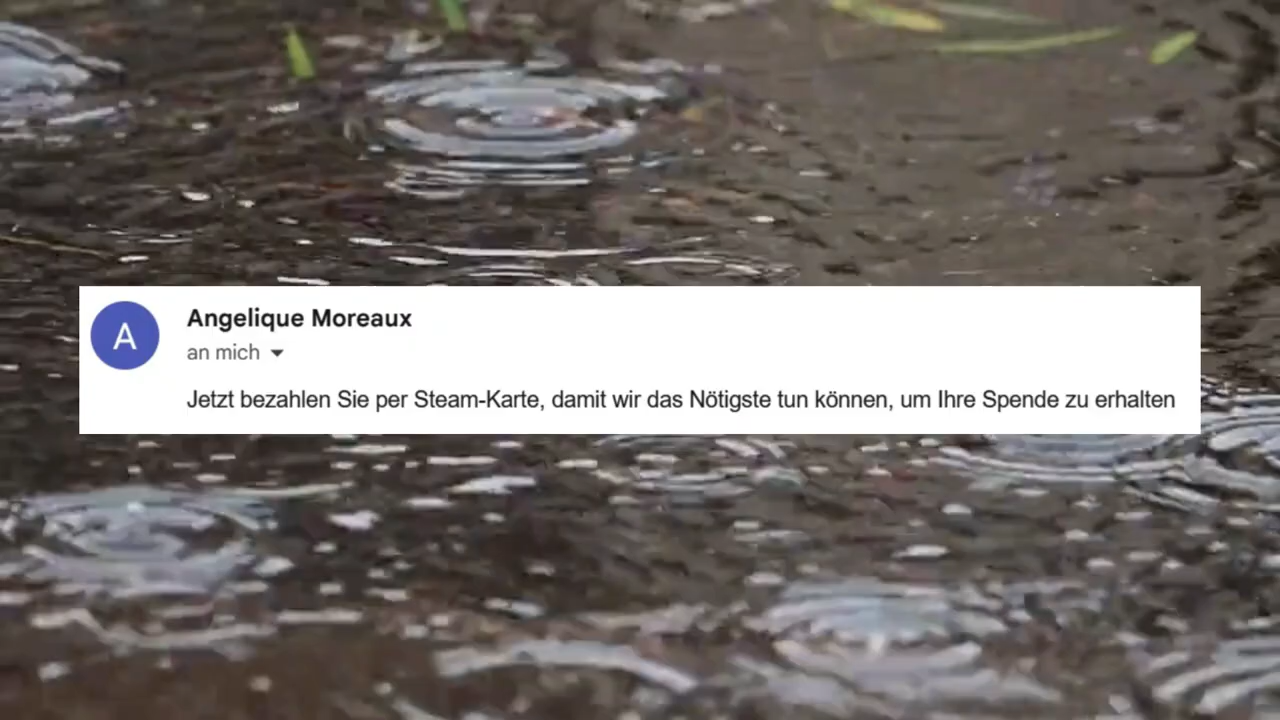 A
Angelique Moreaux
an mich
Jetzt bezahlen Sie per Steam-Karte, damit wir das Nötigste tun können, um Ihre Spende zu erhalten